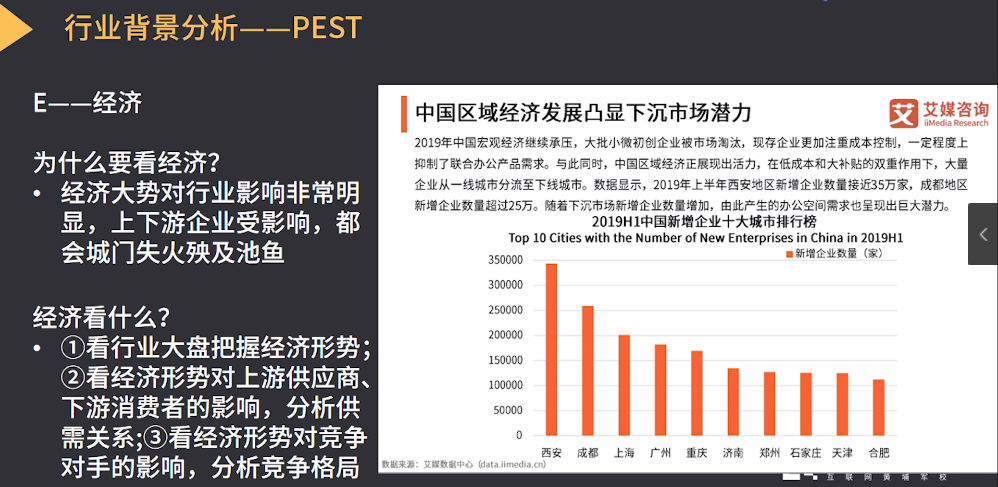 行业背景分析——PEST
E——经济
为什么要看经济？
• 经济大势对行业影响非常明
显，上下游企业受影响，都
会城门失火殃及池鱼
经济看什么？
• ①看行业大盘把握经济形势；
②看经济形势对上游供应商、
下游消费者的影响，分析供
需关系;③看经济形势对竞争
对手的影响，分析竞争格局
中国区域经济发展凸显下沉市场潜力
艾媒咨询
iiMedia Research
2019年中国宏观经济继续承压，大批小微初创企业被市场淘汰，现存企业更加注重成本控制，一定程度上
抑制了联合办公产品需求。与此同时，中国区域经济正展现出活力，在低成本和大补贴的双重作用下，大量
企业从一线城市分流至下线城市。数据显示，2019年上半年西安地区新增企业数量接近35万家，成都地区
新增企业数量超过25万。随着下沉市场新增企业数量增加，由此产生的办公空间需求也呈现出巨大潜力。
2019H1中国新增企业十大城市排行榜
Top 10 Cities with the Number of New Enterprises in China in 2019H1
新增企业数量（家）
350000
300000
250000
200000
150000
100000
50000
0
西安 成都 上海 广州 重庆 济南 郑州 石家庄 天津 合肥
数据来源：艾媒数据中心（data.iimedia.cn）
互联网黄埔军校